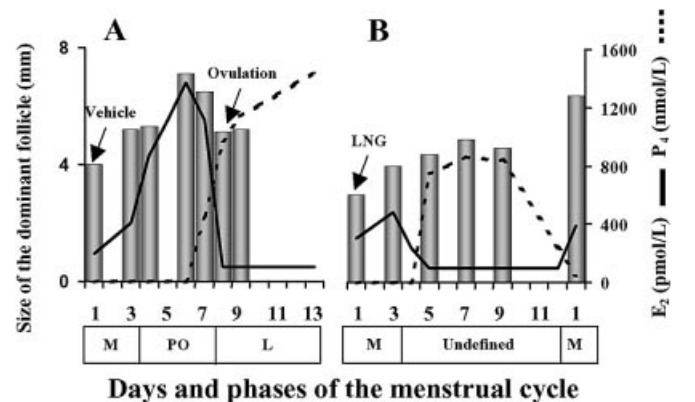 A
B
Size of the dominant follicle (mm)
8
4
0
Vehicle
Ovulation
LNG
1600
1200
800
400
0
E₂ (pmol/L) P₄ (nmol/L)
1 3 5 7 9 11 13
1 3 5 7 9 11 1
M PO L
M Undefined M
Days and phases of the menstrual cycle